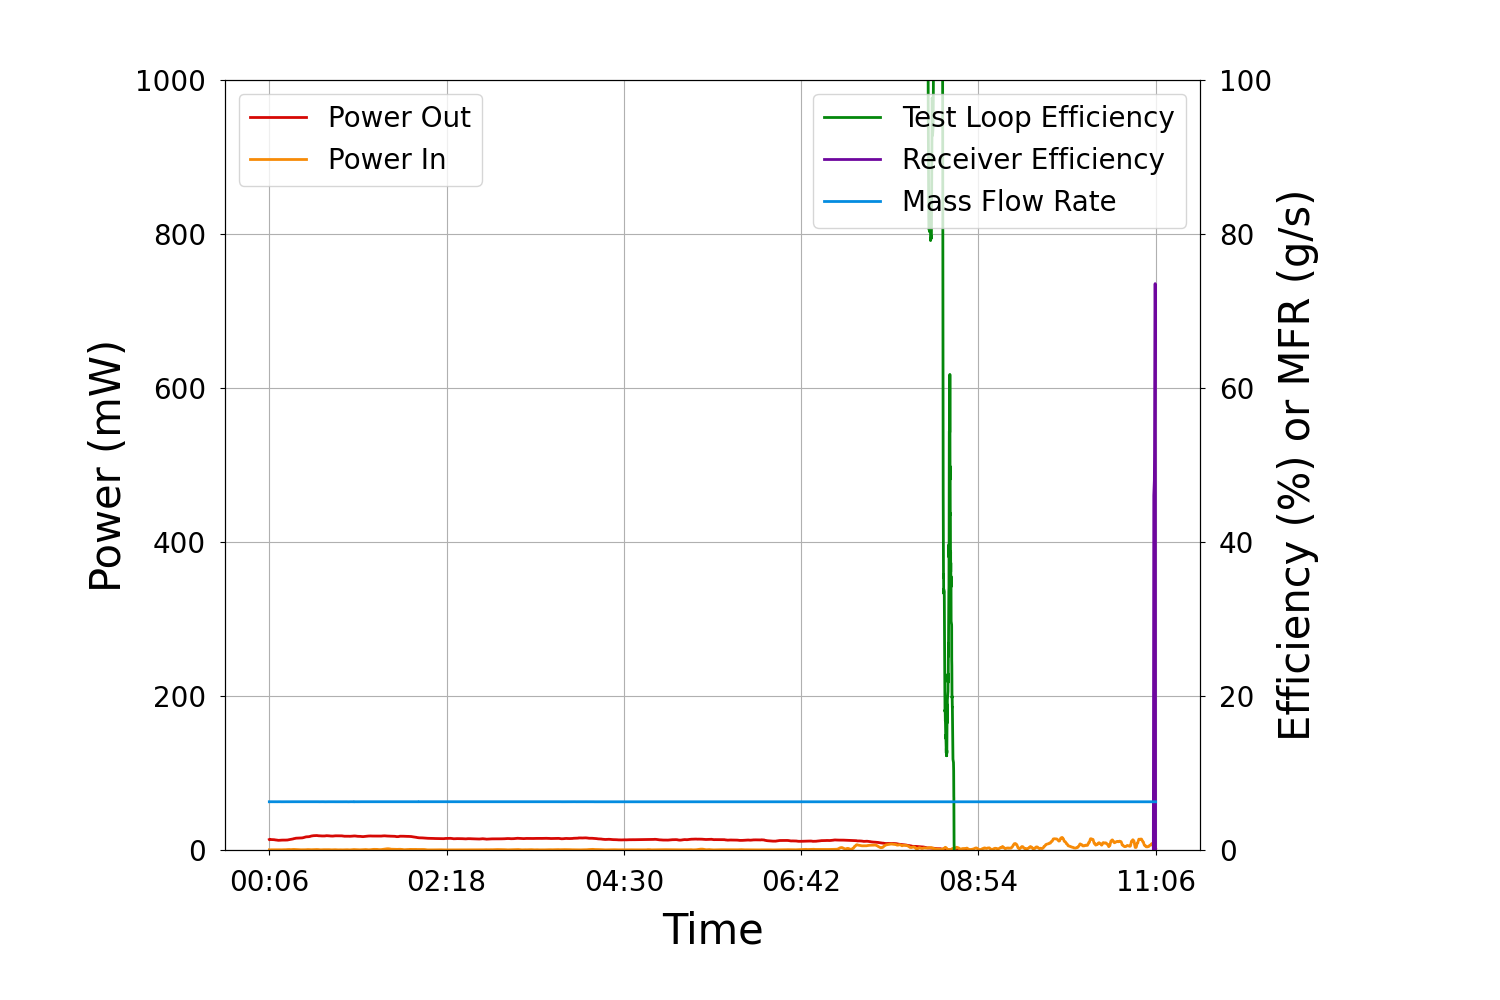 1000
800
600
400
200
0
Power (mW)
Power Out
Power In
Test Loop Efficiency
Receiver Efficiency
Mass Flow Rate
100
80
60
40
20
0
Efficiency (%) or MFR (g/s)
00:06 02:18 04:30 06:42 08:54 11:06
Time